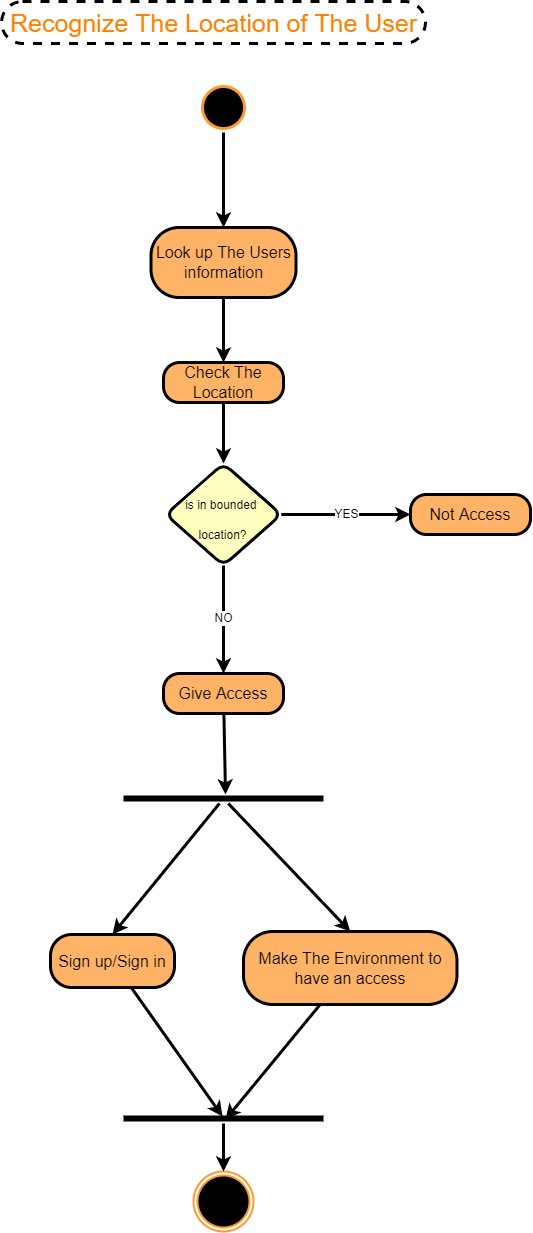 Recognize The Location of The User
Look up The Users
information
Check The
Location
is in bounded
location?
YES
Not Access
NO
Give Access
Sign up/Sign in
Make The Environment to
have an access